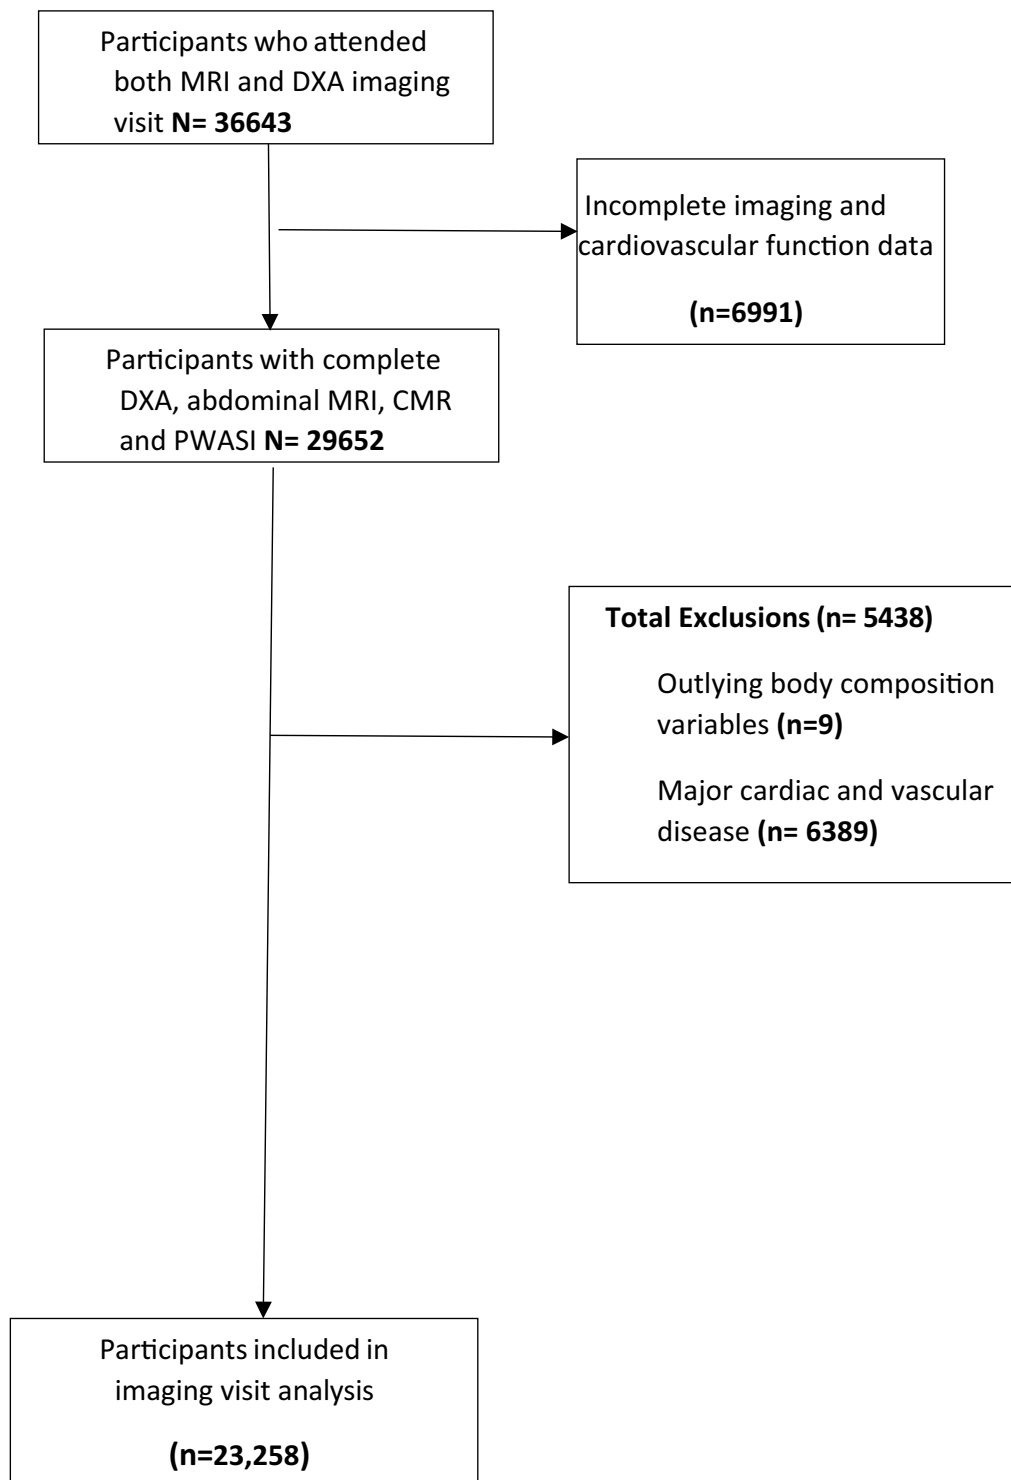 Participants who attended
both MRI and DXA imaging
visit N= 36643
Incomplete imaging and
cardiovascular function data
(n=6991)
Participants with complete
DXA, abdominal MRI, CMR
and PWASI N= 29652
Total Exclusions (n= 5438)
Outlying body composition
variables (n=9)
Major cardiac and vascular
disease (n= 6389)
Participants included in
imaging visit analysis
(n=23,258)